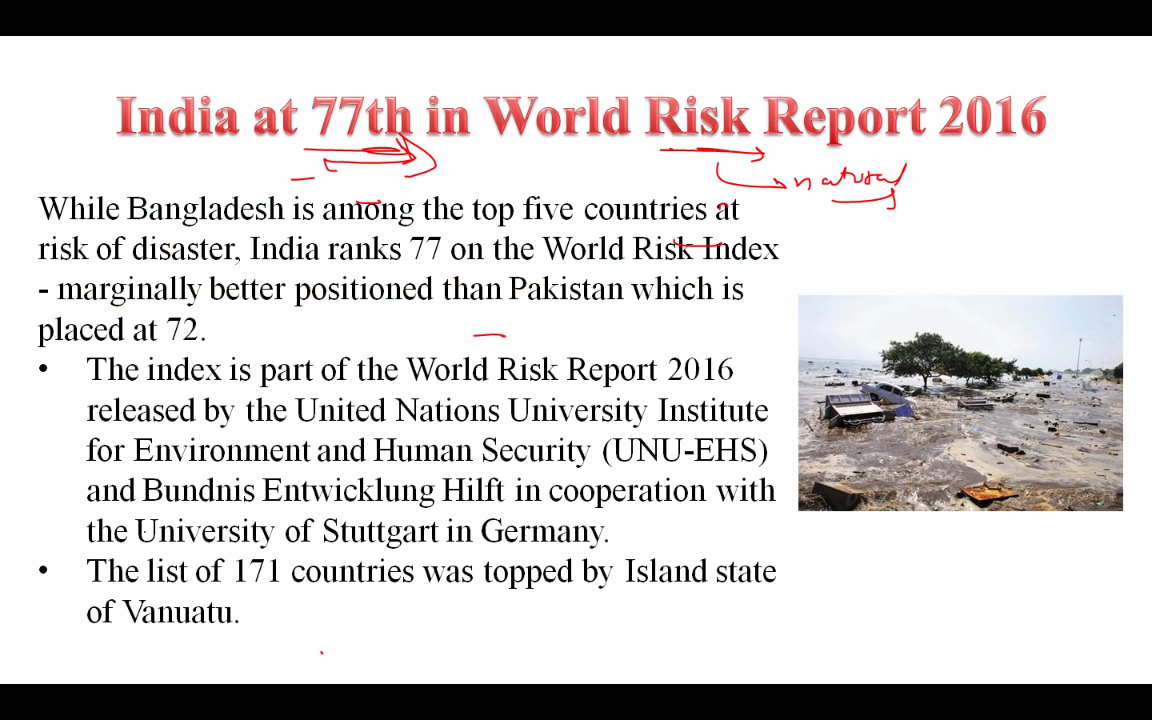 India at 77th in World Risk Report 2016
natural
While Bangladesh is among the top five countries at
risk of disaster, India ranks 77 on the World Risk Index
- marginally better positioned than Pakistan which is
placed at 72.
• The index is part of the World Risk Report 2016
released by the United Nations University Institute
for Environment and Human Security (UNU-EHS)
and Bundnis Entwicklung Hilft in cooperation with
the University of Stuttgart in Germany.
• The list of 171 countries was topped by Island state
of Vanuatu.